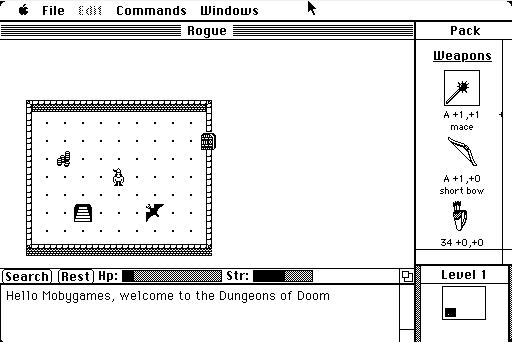 File Edit Commands Windows
Rogue
Pack
Weapons
A +1,+1
mace
A +1,+0
short bow
34 +0,+0
Search Rest Hp: Str:
Level 1
Hello Mobygames, welcome to the Dungeons of Doom